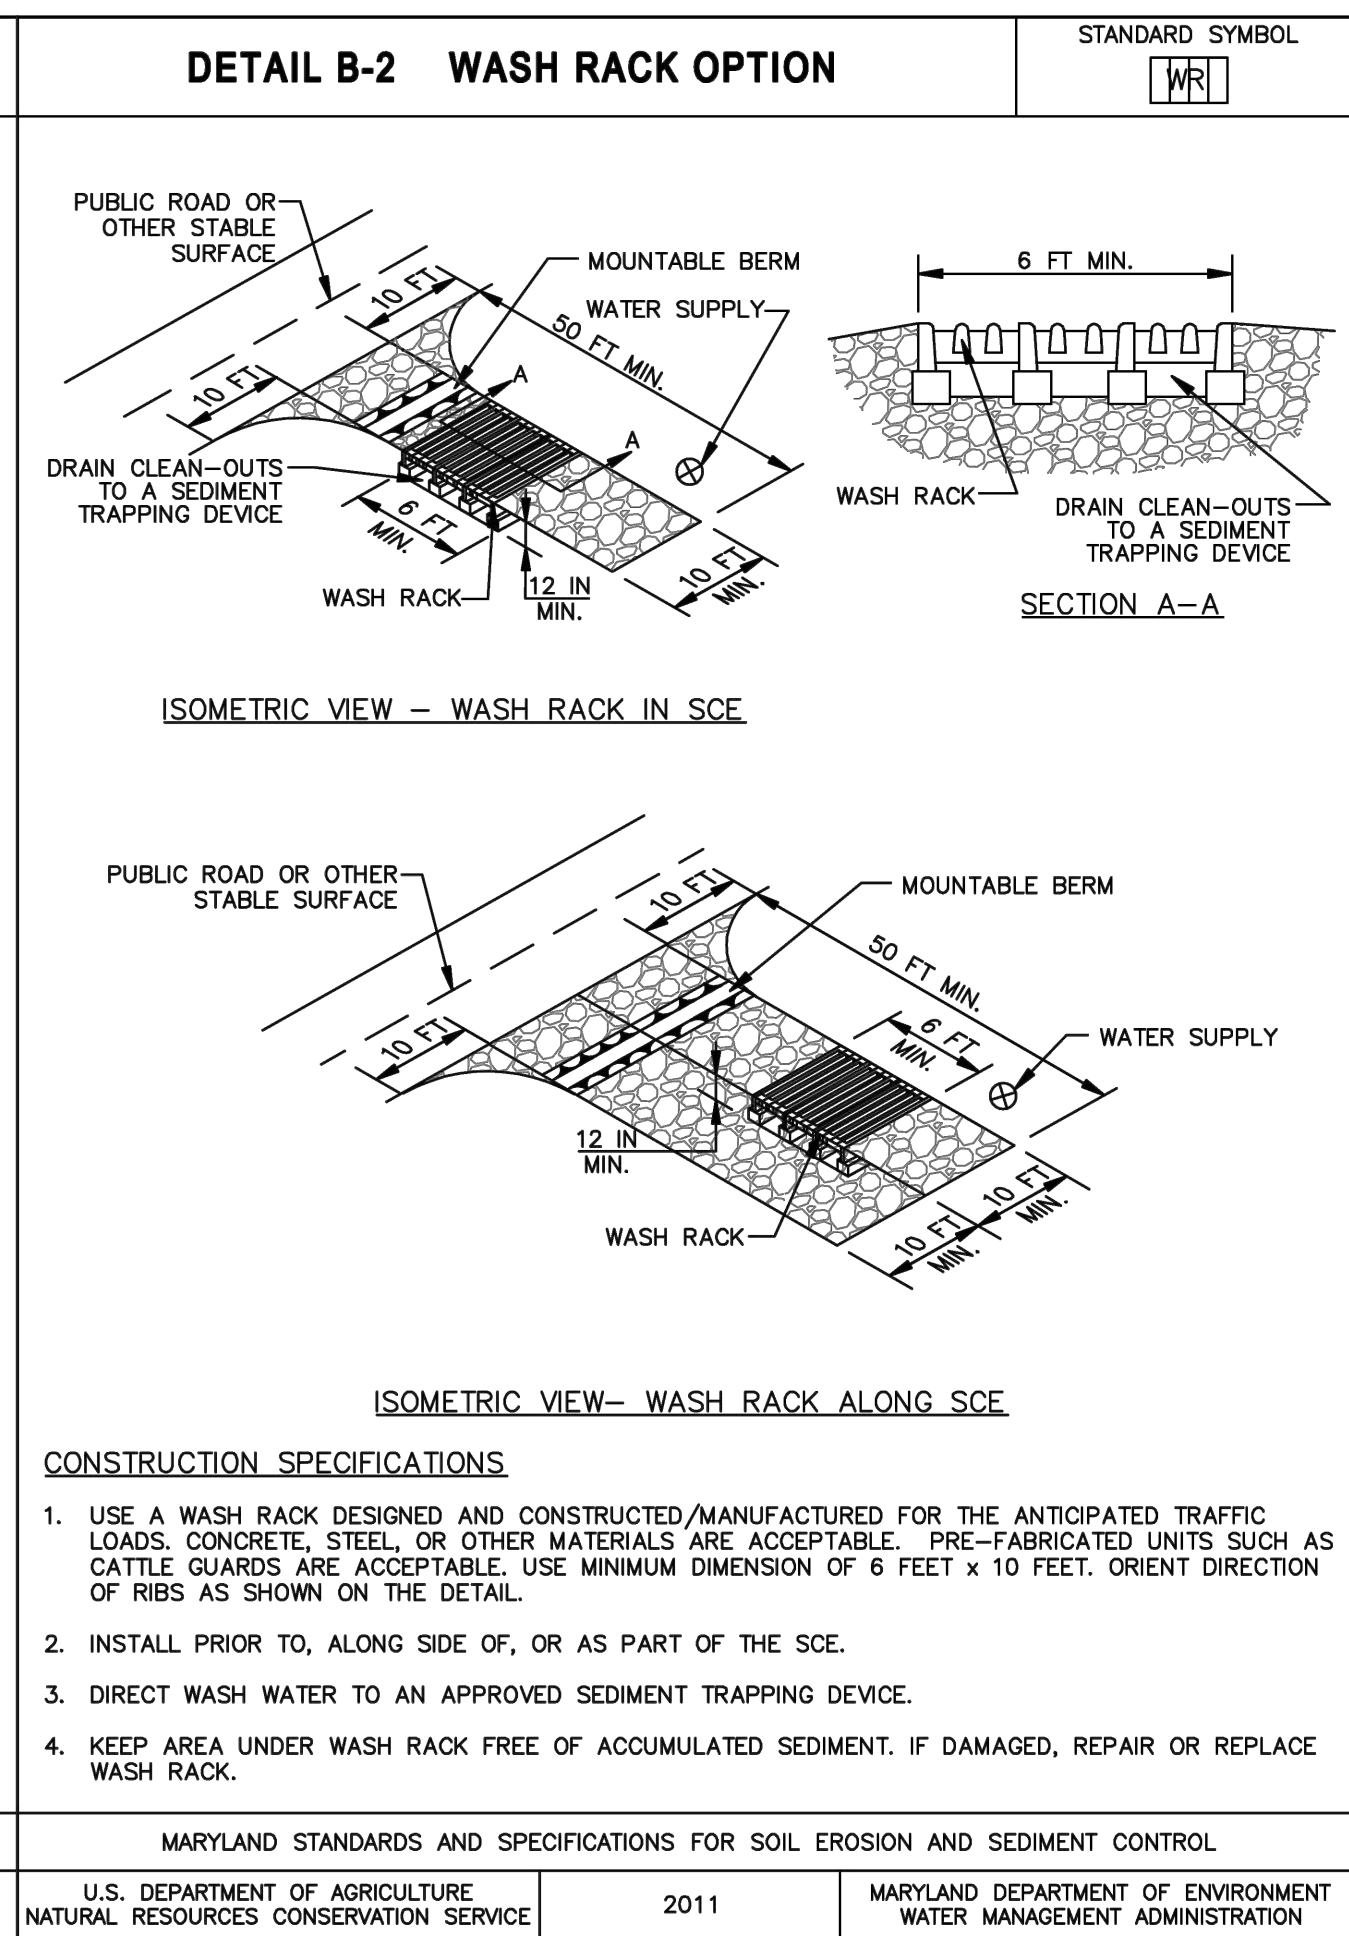 DETAIL B-2 WASH RACK OPTION
STANDARD SYMBOL
WR
PUBLIC ROAD OR
OTHER STABLE
SURFACE
10 FT
MOUNTABLE BERM
WATER SUPPLY
50 FT MIN.
10 FT
A
A
DRAIN CLEAN-OUTS
TO A SEDIMENT
TRAPPING DEVICE
6 FT
MIN.
WASH RACK
12 IN
MIN.
10 FT
MIN.
6 FT MIN.
WASH RACK
DRAIN CLEAN-OUTS
TO A SEDIMENT
TRAPPING DEVICE
SECTION A-A
ISOMETRIC VIEW - WASH RACK IN SCE
PUBLIC ROAD OR OTHER
STABLE SURFACE
10 FT
MOUNTABLE BERM
50 FT MIN.
10 FT
6 FT
MIN.
WATER SUPPLY
12 IN
MIN.
WASH RACK
10 FT
MIN.
10 FT
MIN.
ISOMETRIC VIEW- WASH RACK ALONG SCE
CONSTRUCTION SPECIFICATIONS
1. USE A WASH RACK DESIGNED AND CONSTRUCTED/MANUFACTURED FOR THE ANTICIPATED TRAFFIC
LOADS. CONCRETE, STEEL, OR OTHER MATERIALS ARE ACCEPTABLE. PRE-FABRICATED UNITS SUCH AS
CATTLE GUARDS ARE ACCEPTABLE. USE MINIMUM DIMENSION OF 6 FEET x 10 FEET. ORIENT DIRECTION
OF RIBS AS SHOWN ON THE DETAIL.
2. INSTALL PRIOR TO, ALONG SIDE OF, OR AS PART OF THE SCE.
3. DIRECT WASH WATER TO AN APPROVED SEDIMENT TRAPPING DEVICE.
4. KEEP AREA UNDER WASH RACK FREE OF ACCUMULATED SEDIMENT. IF DAMAGED, REPAIR OR REPLACE
WASH RACK.
MARYLAND STANDARDS AND SPECIFICATIONS FOR SOIL EROSION AND SEDIMENT CONTROL
U.S. DEPARTMENT OF AGRICULTURE
NATURAL RESOURCES CONSERVATION SERVICE
2011
MARYLAND DEPARTMENT OF ENVIRONMENT
WATER MANAGEMENT ADMINISTRATION